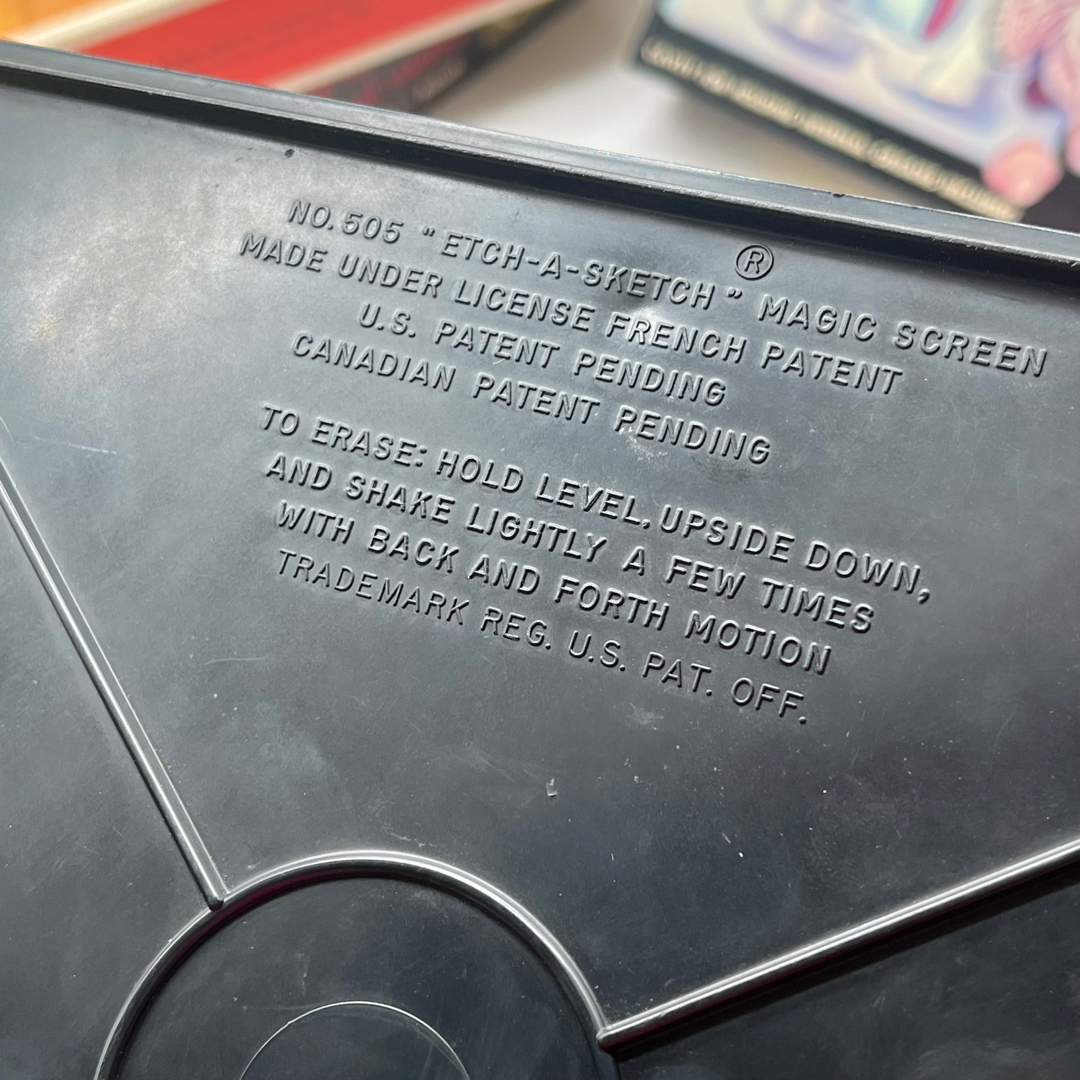 NO. 505 "ETCH-A-SKETCH"® MAGIC SCREEN
MADE UNDER LICENSE FRENCH PATENT
U.S. PATENT PENDING
CANADIAN PATENT PENDING
TO ERASE: HOLD LEVEL. UPSIDE DOWN,
AND SHAKE LIGHTLY A FEW TIMES
WITH BACK AND FORTH MOTION
TRADEMARK REG. U.S. PAT. OFF.